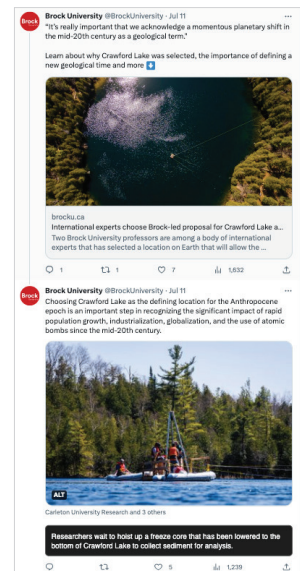 Brock University @BrockUniversity · Jul 11
"It's really important that we acknowledge a momentous planetary shift in
the mid-20th century as a geological term."
Learn about why Crawford Lake was selected, the importance of defining a
new geological time and more ⬇️
brocku.ca
International experts choose Brock-led proposal for Crawford Lake a...
Two Brock University professors are among a body of international
experts that has selected a location on Earth that will allow the ...
1 1 7 1,632
Brock University @BrockUniversity · Jul 11
Choosing Crawford Lake as the defining location for the Anthropocene
epoch is an important step in recognizing the significant impact of rapid
population growth, industrialization, globalization, and the use of atomic
bombs since the mid-20th century.
ALT
Carleton University Research and 3 others
Researchers wait to hoist up a freeze core that has been lowered to the
bottom of Crawford Lake to collect sediment for analysis.
5 1,239